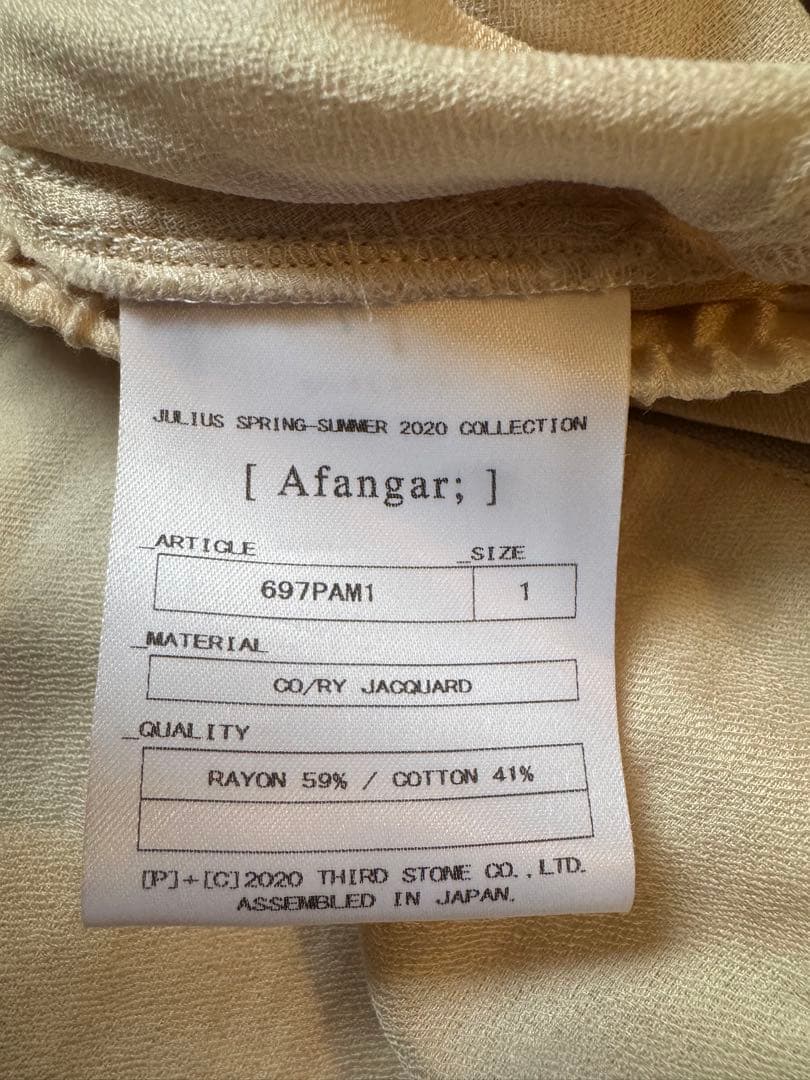 JULIUS SPRING-SUMMER 2020 COLLECTION
[ Afangar; ]
_ARTICLE _SIZE
697PAM1 1
_MATERIAL
CO/RY JACQUARD
_QUALITY
RAYON 59% / COTTON 41%
[P]+[C]2020 THIRD STONE CO.,LTD.
ASSEMBLED IN JAPAN.